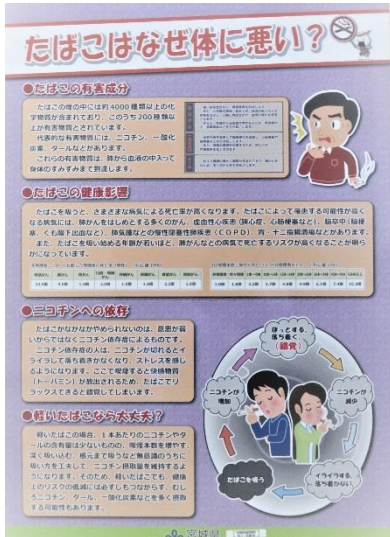 たばこはなぜ体に悪い？
●たばこの有害成分
たばこの煙の中には約4000種類以上の化
学物質が含まれており、このうち200種類以
上が有害物質とされています。
代表的な有害物質には、ニコチン、一酸化
炭素、タールなどがあります。
これらの有害物質は、肺から血液の中入って
身体のすみずみまで到達します。
●たばこの健康影響
たばこを吸うと、さまざまな病気による死亡率が高くなります。たばこによって罹患する可能性が高く
なる病気には、肺がんをはじめとする多くのがん、虚血性心疾患（狭心症、心筋梗塞など）、脳卒中（脳梗
塞、くも膜下出血など）、肺気腫などの慢性閉塞性肺疾患（COPD）、胃・十二指腸潰瘍などがあります。
また、たばこを吸い始める年齢が若いほど、肺がんなどの病気で死亡するリスクが高くなることが明ら
かになっています。
●ニコチンへの依存
たばこがなかなかやめられないのは、意思が弱
いからではなくニコチン依存症によるものです。
ニコチン依存症の人は、ニコチンが切れるとイ
ライラして落ち着きがなくなり、ストレスを感じ
るようになります。ここで喫煙すると快感物質
（ドーパミン）が放出されるため、たばこでリ
ラックスできると錯覚してしまいます。
ほっとする、
落ち着く、
（錯覚）
ニコチンが
増加
ニコチンが
減少
たばこを吸う
イライラする、
落ち着かない、
●軽いたばこなら大丈夫？
軽いたばこの場合、1本あたりのニコチンやター
ルの含有量は少ないものの、喫煙本数を増やす、
深く吸い込む、根元まで吸うなど無意識のうちに
吸い方を工夫して、ニコチン摂取量を維持するよう
になります。そのため、軽いたばこでも、健康
上のリスクの低減には必ずしもつながらず、むし
ろニコチン、タール、一酸化炭素などを多く摂取
する可能性もあります。
宮城県